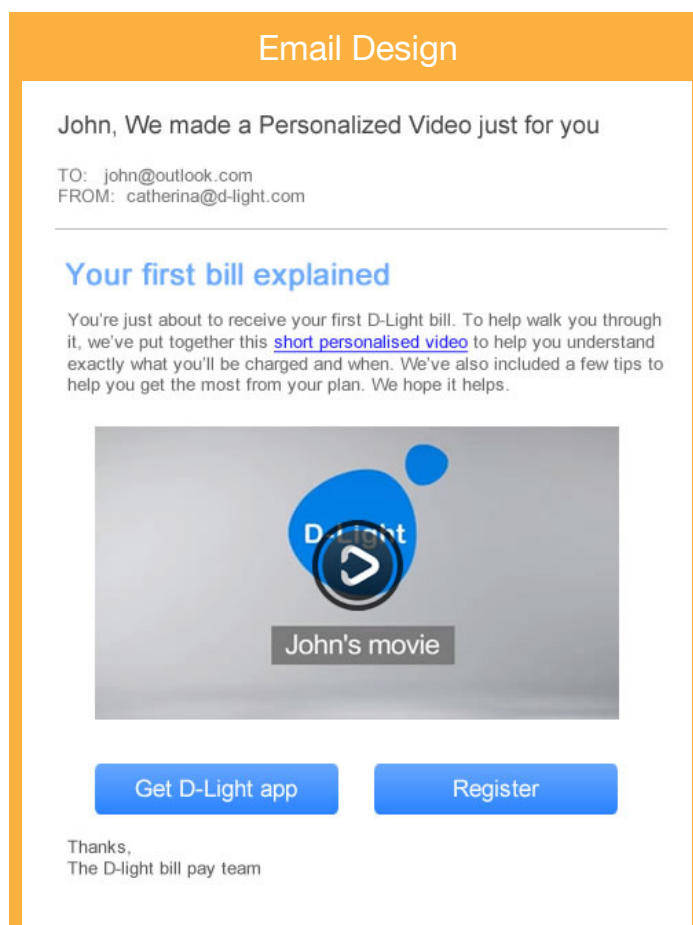 Email Design
John, We made a Personalized Video just for you
TO: john@outlook.com
FROM: catherina@d-light.com
Your first bill explained
You're just about to receive your first D-Light bill. To help walk you through
it, we've put together this short personalised video to help you understand
exactly what you'll be charged and when. We've also included a few tips to
help you get the most from your plan. We hope it helps.
D-Light
John's movie
Get D-Light app
Register
Thanks,
The D-light bill pay team